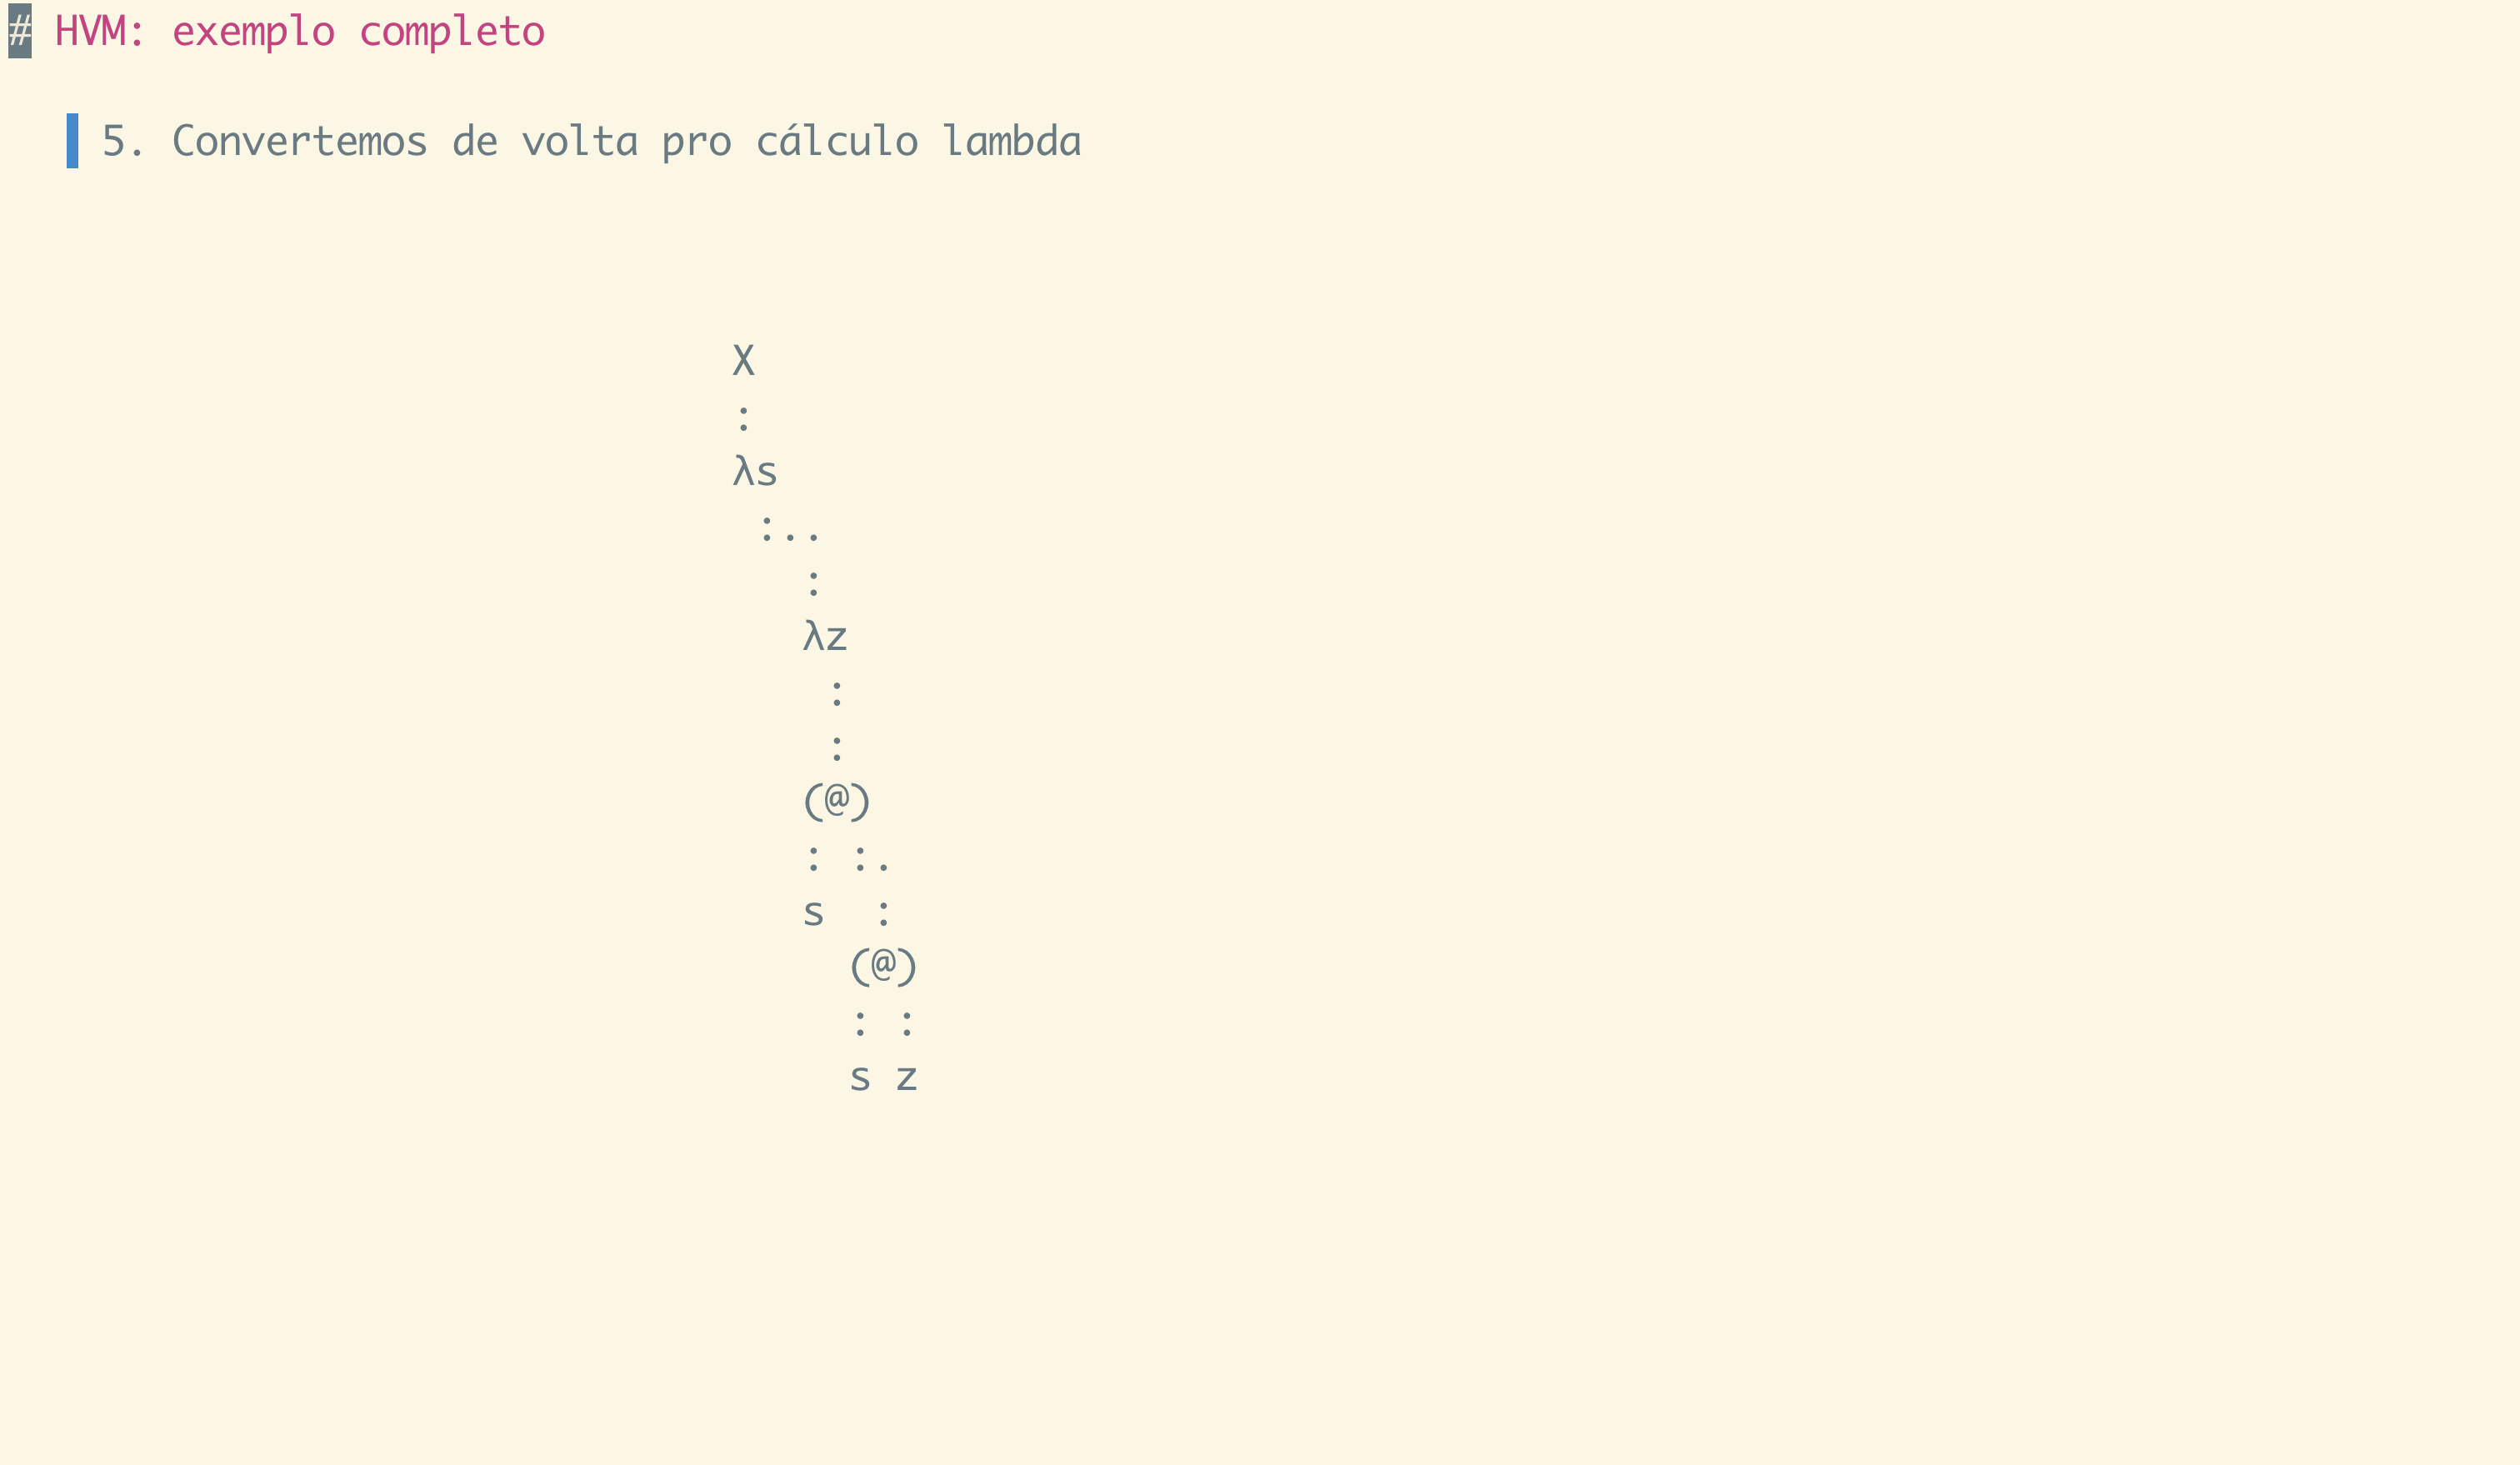 # HVM: exemplo completo
5. Convertemos de volta pro cálculo lambda
X
:
λs
:..
:
λz
:
:
(@)
: :.
s   :
(@)
: :
s z